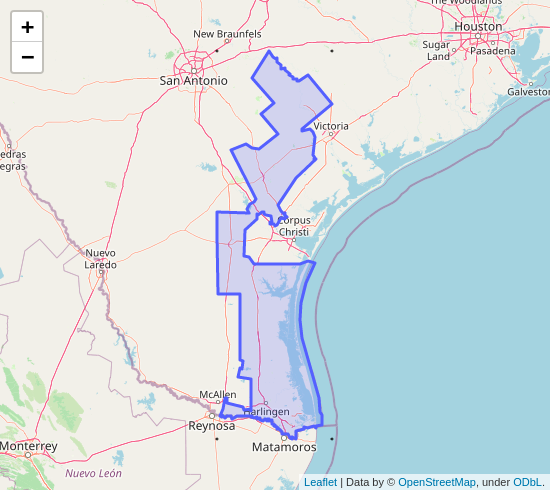 +
−
The Woodlands
New Braunfels
Houston
Sugar
Land
Pasadena
San Antonio
Galveston
Victoria
edras
egras
Corpus
Christi
Nuevo
Laredo
McAllen
Harlingen
Reynosa
Matamoros
Monterrey
Nuevo León
Leaflet | Data by © OpenStreetMap, under ODbL.